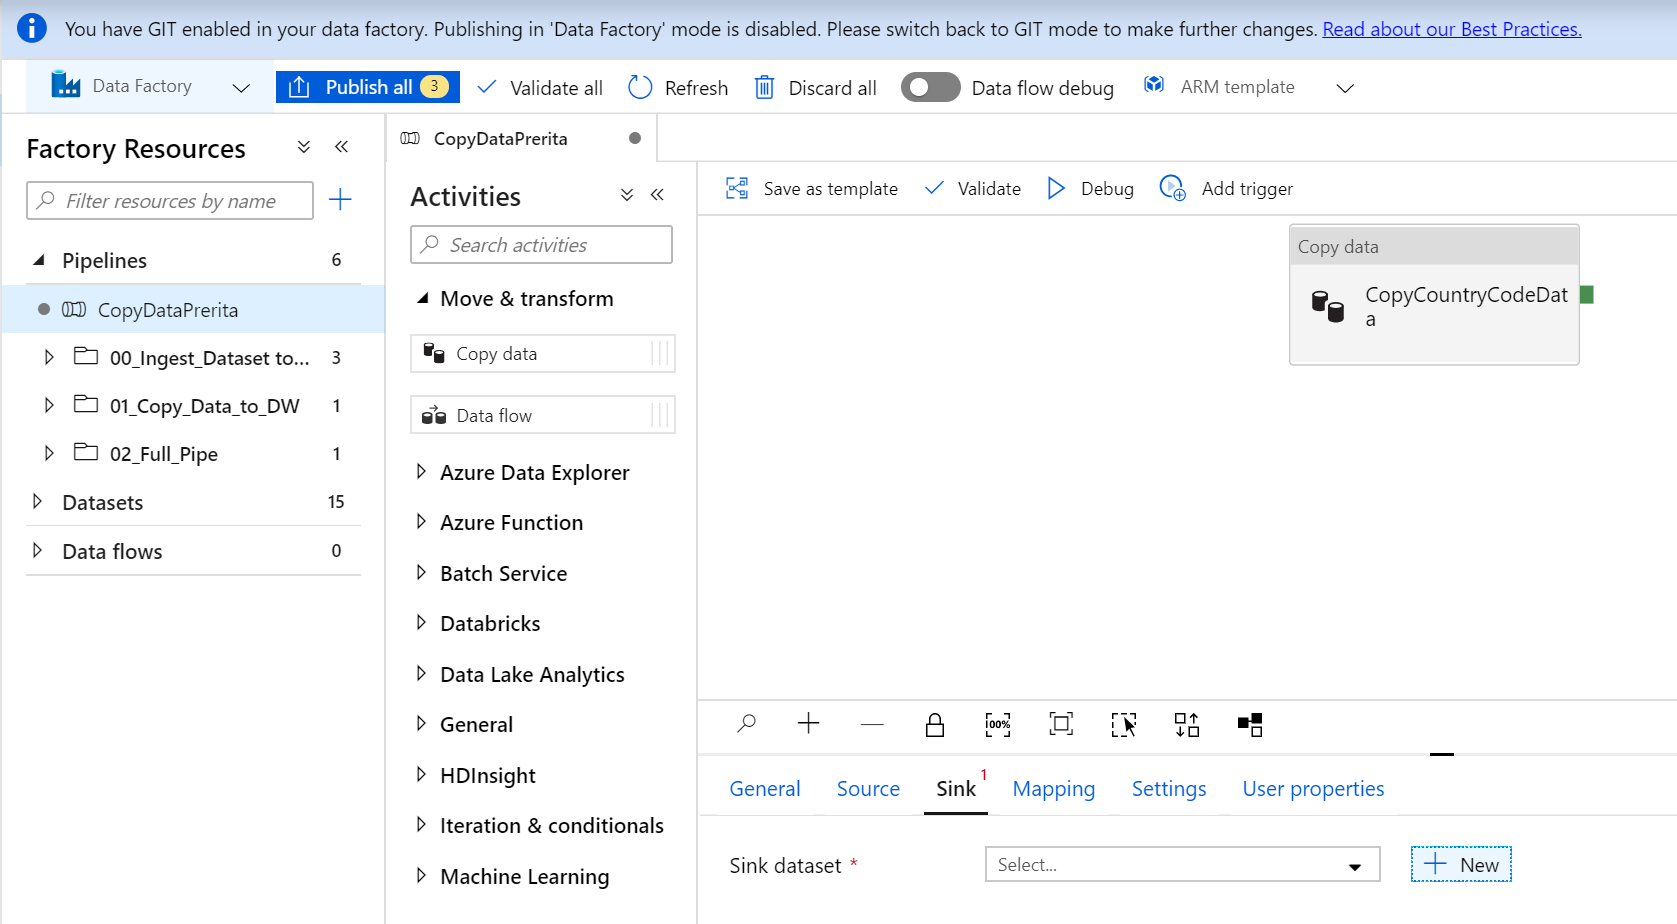 You have GIT enabled in your data factory. Publishing in 'Data Factory' mode is disabled. Please switch back to GIT mode to make further changes. Read about our Best Practices.
Data Factory
Publish all 3
Validate all
Refresh
Discard all
Data flow debug
ARM template
Factory Resources
Filter resources by name
Pipelines 6
CopyDataPrerita
00_Ingest_Dataset to... 3
01_Copy_Data_to_DW 1
02_Full_Pipe 1
Datasets 15
Data flows 0
CopyDataPrerita
Activities
Search activities
Move & transform
Copy data
Data flow
Azure Data Explorer
Azure Function
Batch Service
Databricks
Data Lake Analytics
General
HDInsight
Iteration & conditionals
Machine Learning
Save as template
Validate
Debug
Add trigger
Copy data
CopyCountryCodeDat
a
100%
General
Source
Sink 1
Mapping
Settings
User properties
Sink dataset *
Select...
New